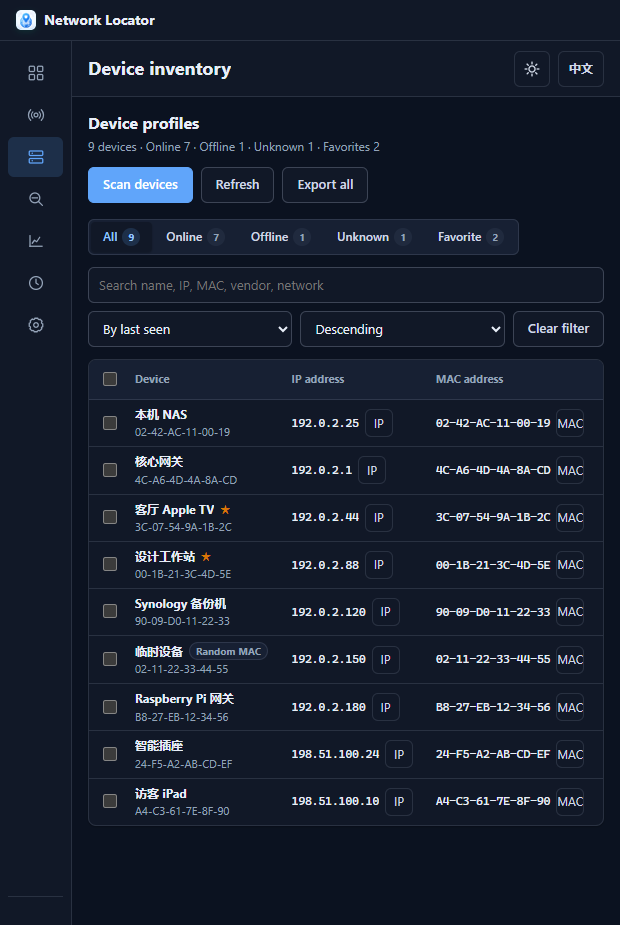 Network Locator
Device inventory
中文
Device profiles
9 devices · Online 7 · Offline 1 · Unknown 1 · Favorites 2
Scan devices Refresh Export all
All 9 Online 7 Offline 1 Unknown 1 Favorite 2
Search name, IP, MAC, vendor, network
By last seen Descending Clear filter
Device IP address MAC address
本机 NAS
02-42-AC-11-00-19 192.0.2.25 IP 02-42-AC-11-00-19 MAC
核心网关
4C-A6-4D-4A-8A-CD 192.0.2.1 IP 4C-A6-4D-4A-8A-CD MAC
客厅 Apple TV ★
3C-07-54-9A-1B-2C 192.0.2.44 IP 3C-07-54-9A-1B-2C MAC
设计工作站 ★
00-1B-21-3C-4D-5E 192.0.2.88 IP 00-1B-21-3C-4D-5E MAC
Synology 备份机
90-09-D0-11-22-33 192.0.2.120 IP 90-09-D0-11-22-33 MAC
临时设备 Random MAC
02-11-22-33-44-55 192.0.2.150 IP 02-11-22-33-44-55 MAC
Raspberry Pi 网关
B8-27-EB-12-34-56 192.0.2.180 IP B8-27-EB-12-34-56 MAC
智能插座
24-F5-A2-AB-CD-EF 198.51.100.24 IP 24-F5-A2-AB-CD-EF MAC
访客 iPad
A4-C3-61-7E-8F-90 198.51.100.10 IP A4-C3-61-7E-8F-90 MAC